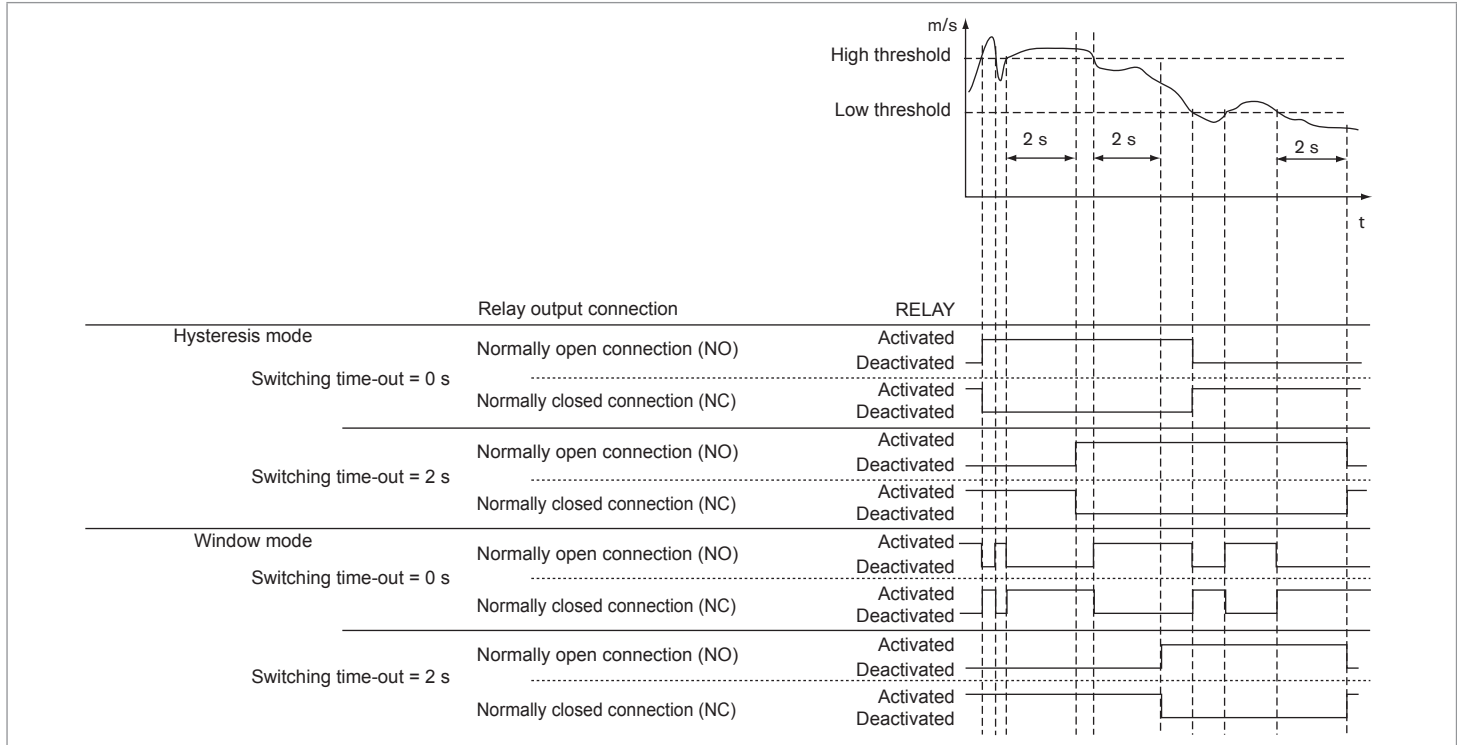 m/s
High threshold
Low threshold
2 s 2 s 2 s
t
Relay output connection RELAY
Hysteresis mode
Switching time-out = 0 s
Normally open connection (NO) Activated
Deactivated
Normally closed connection (NC) Activated
Deactivated
Switching time-out = 2 s
Normally open connection (NO) Activated
Deactivated
Normally closed connection (NC) Activated
Deactivated
Window mode
Switching time-out = 0 s
Normally open connection (NO) Activated
Deactivated
Normally closed connection (NC) Activated
Deactivated
Switching time-out = 2 s
Normally open connection (NO) Activated
Deactivated
Normally closed connection (NC) Activated
Deactivated